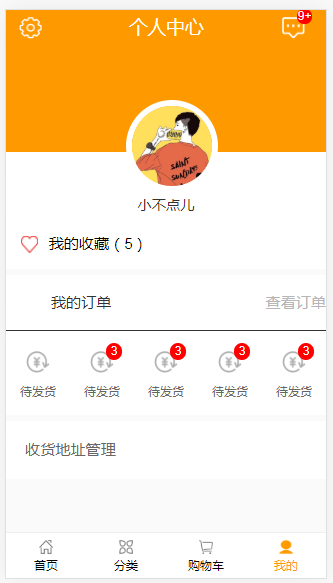 个人中心
9+
SAINT
小不点儿
我的收藏（5）
我的订单
查看订单
3 3 3 3
待发货 待发货 待发货 待发货 待发货
收货地址管理
首页 分类 购物车 我的